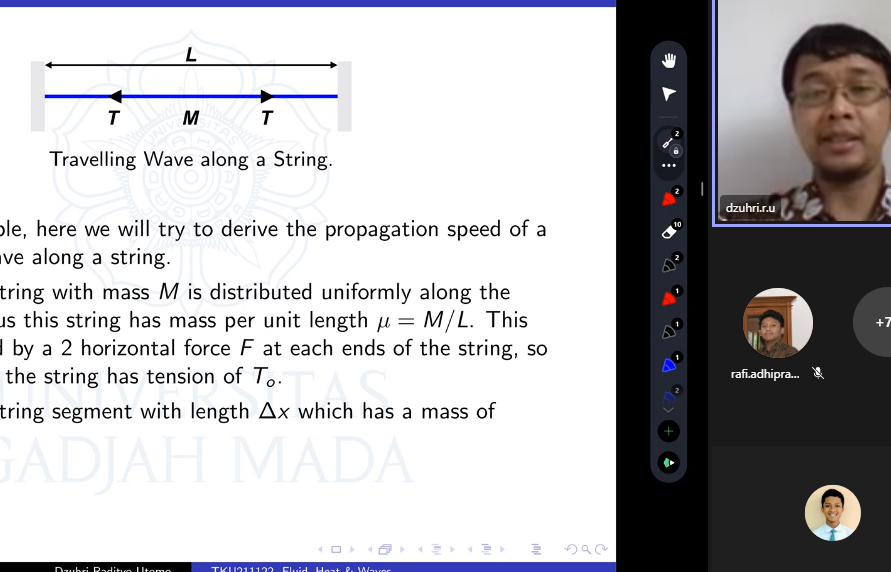 L
T M T
Travelling Wave along a String.
ple, here we will try to derive the propagation speed of a
ave along a string.
tring with mass M is distributed uniformly along the
us this string has mass per unit length μ = M/L. This
d by a 2 horizontal force F at each ends of the string, so
the string has tension of Tₒ.
tring segment with length Δx which has a mass of
UNIVERSITAS
GADJAH MADA
Dzuhri Radityo Utomo TKU211122 Fluid, Heat & Waves
2
2
10
2
1
1
1
2
dzuhri.r.u
+7
rafi.adhipra...